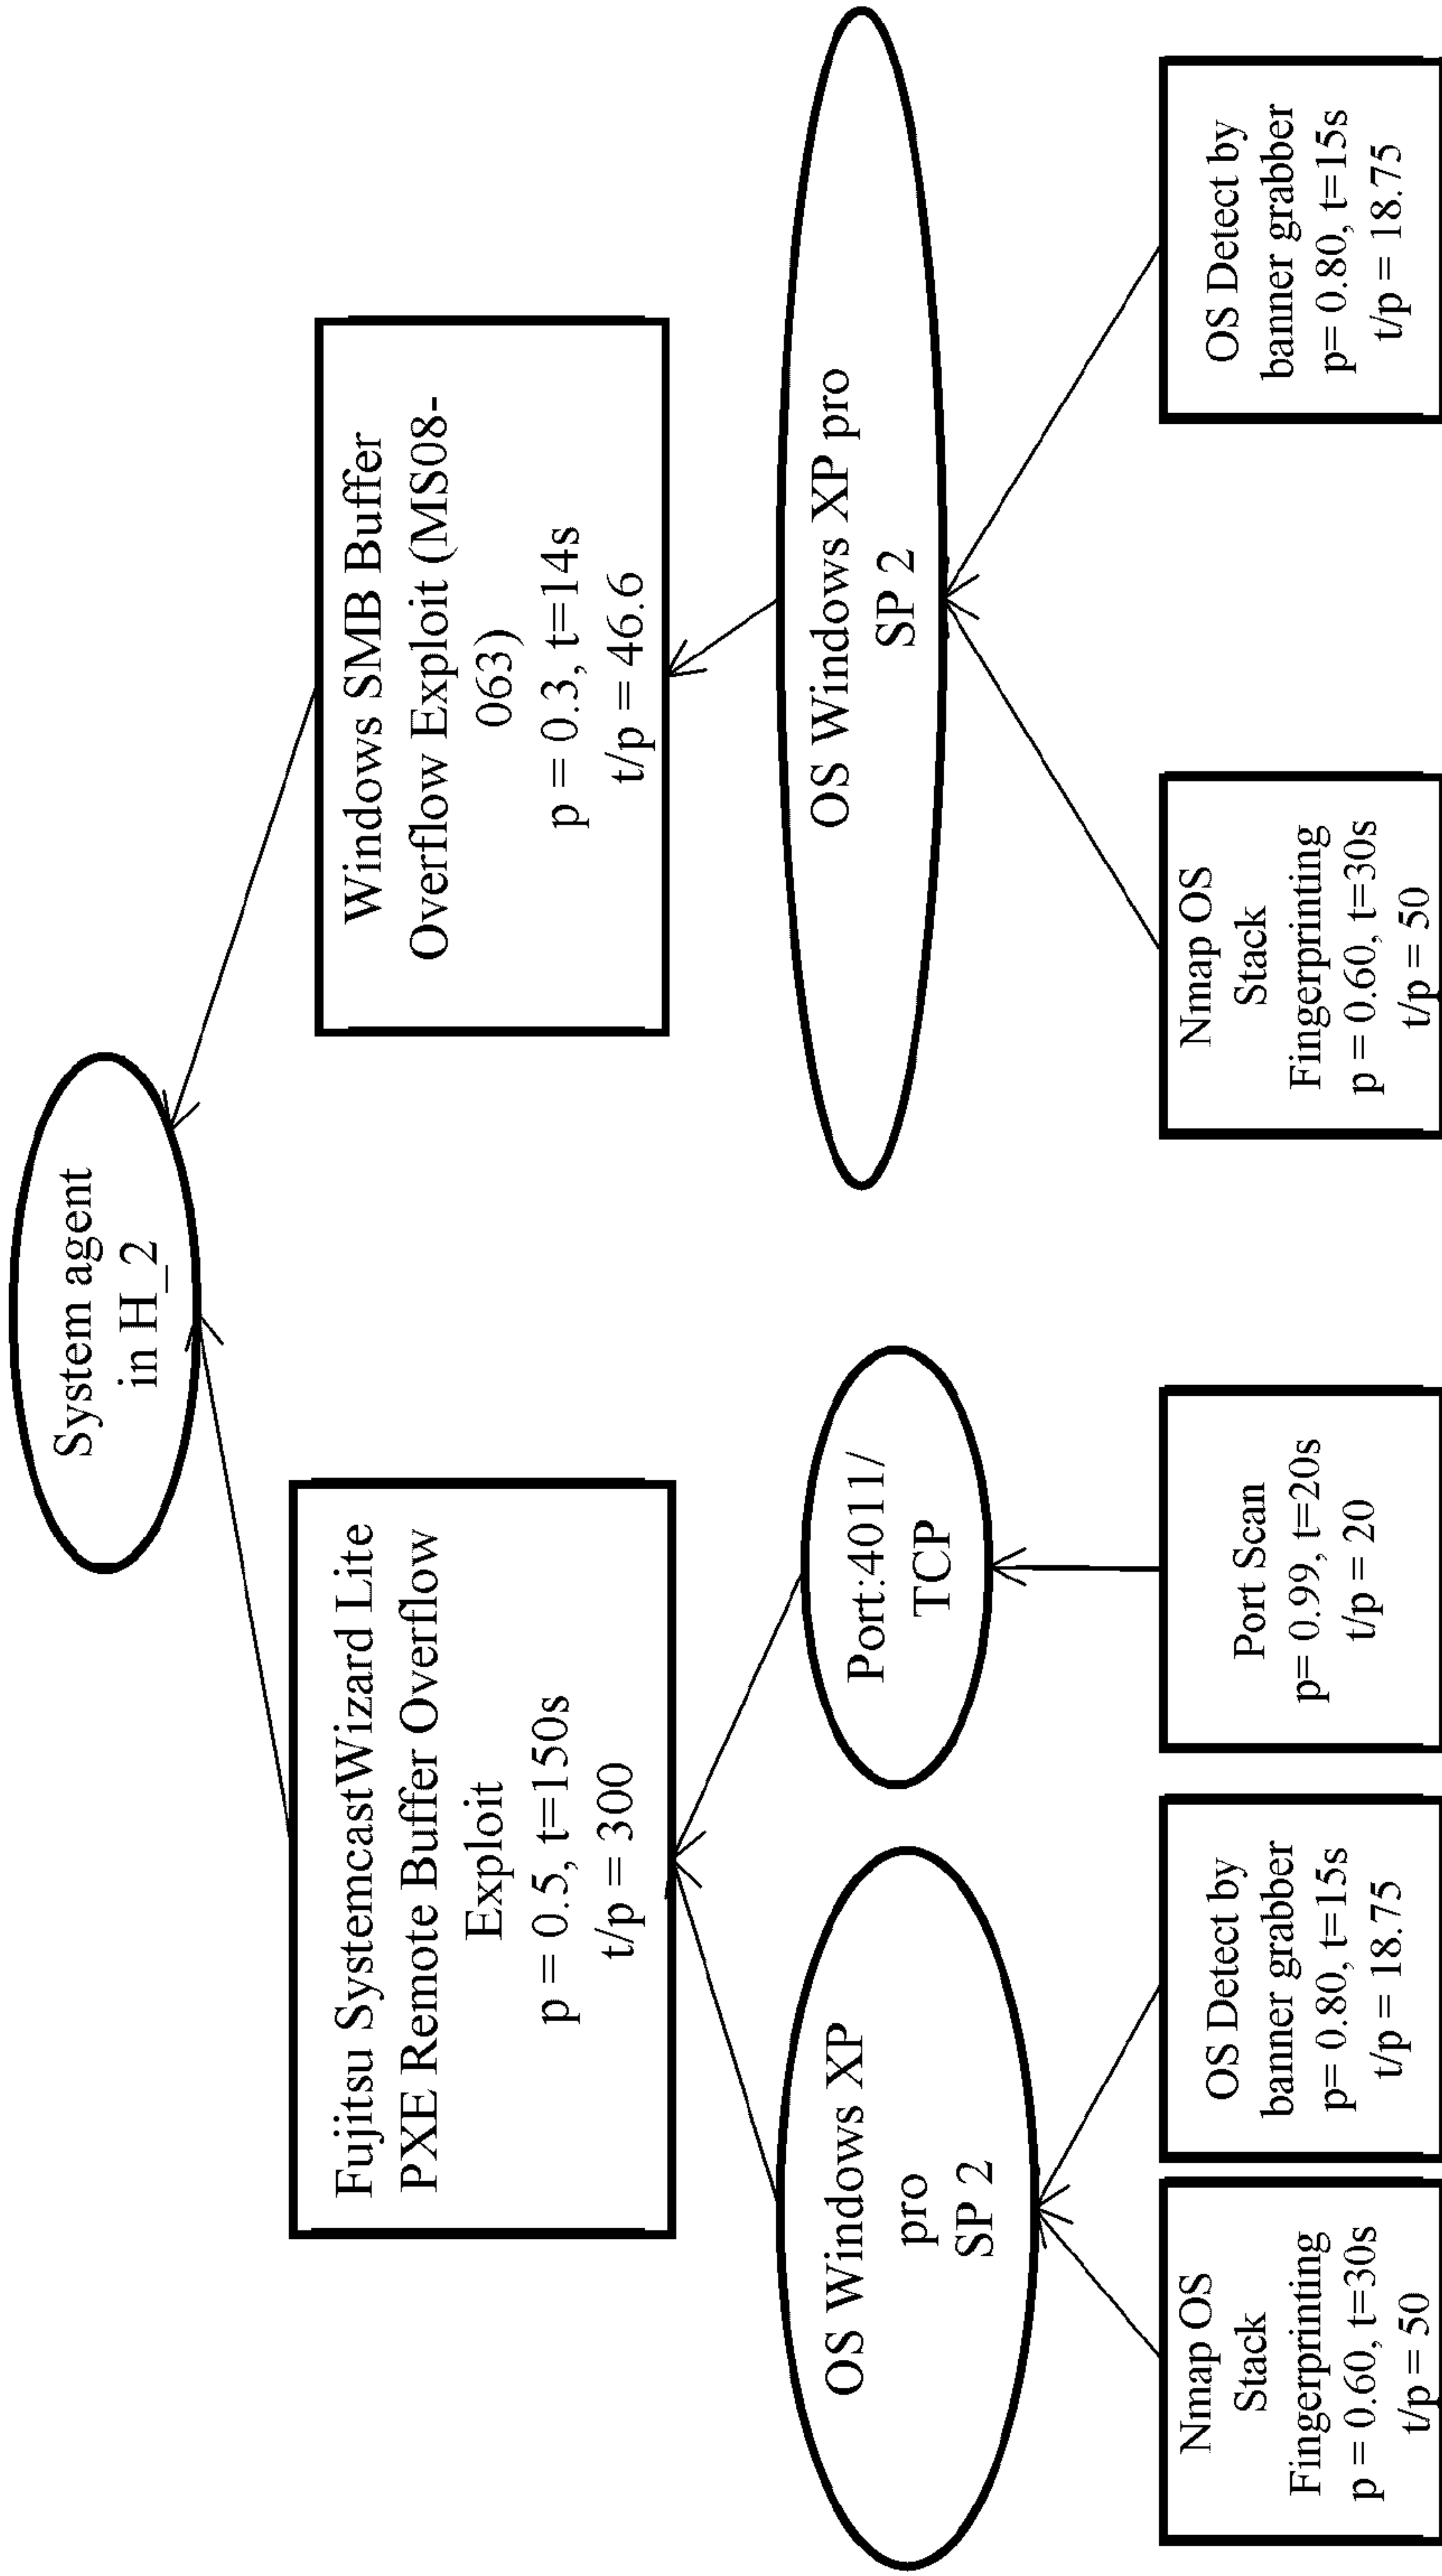 System agent
in H_2
Fujitsu SystemcastWizard Lite
PXE Remote Buffer Overflow
Exploit
p = 0.5, t=150s
t/p = 300
Windows SMB Buffer
Overflow Exploit (MS08-
063)
p = 0.3, t=14s
t/p = 46.6
OS Windows XP
pro
SP 2
Port:4011/
TCP
OS Windows XP pro
SP 2
Nmap OS
Stack
Fingerprinting
p = 0.60, t=30s
t/p = 50
OS Detect by
banner grabber
p= 0.80, t=15s
t/p = 18.75
Port Scan
p= 0.99, t=20s
t/p = 20
Nmap OS
Stack
Fingerprinting
p = 0.60, t=30s
t/p = 50
OS Detect by
banner grabber
p= 0.80, t=15s
t/p = 18.75